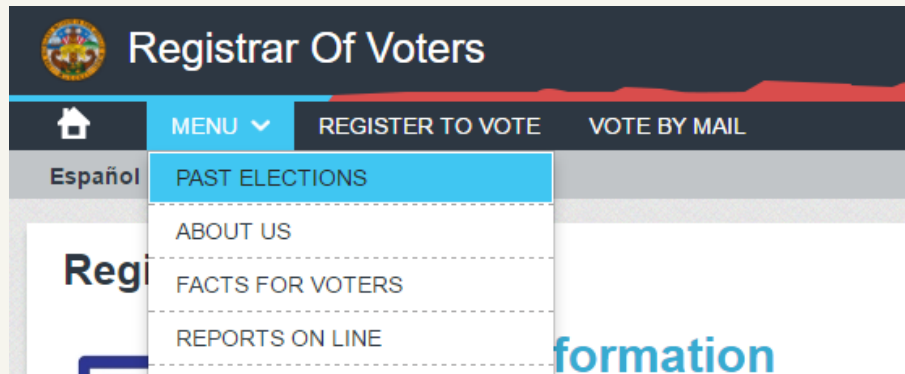 Registrar Of Voters
MENU REGISTER TO VOTE VOTE BY MAIL
Español
PAST ELECTIONS
ABOUT US
Regi
FACTS FOR VOTERS
REPORTS ON LINE
formation